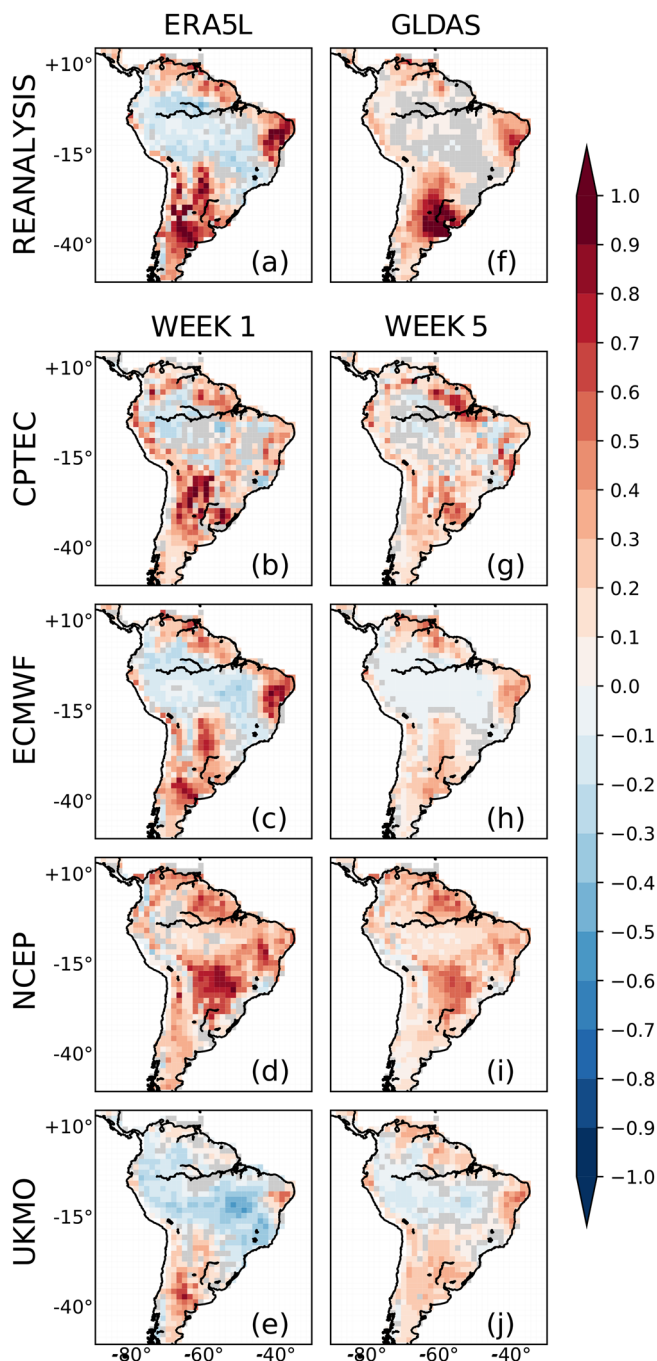 ERA5L GLDAS
REANALYSIS
+10°
-15°
-40°
(a) (f)
WEEK 1 WEEK 5
CPTEC
+10°
-15°
-40°
(b) (g)
ECMWF
+10°
-15°
-40°
(c) (h)
NCEP
+10°
-15°
-40°
(d) (i)
UKMO
+10°
-15°
-40°
(e) (j)
-80° -60° -40° -80° -60° -40°
1.0
0.9
0.8
0.7
0.6
0.5
0.4
0.3
0.2
0.1
0.0
−0.1
−0.2
−0.3
−0.4
−0.5
−0.6
−0.7
−0.8
−0.9
−1.0